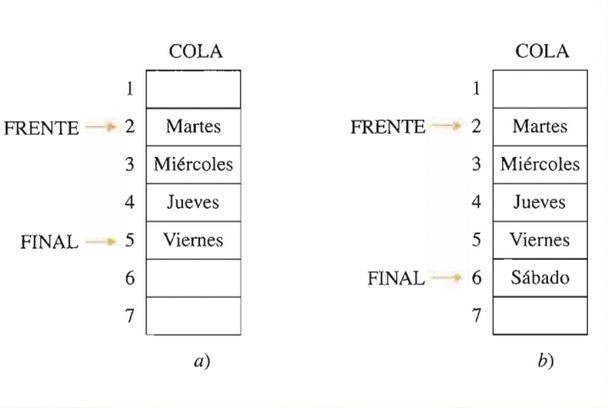 COLA
1
FRENTE 2 Martes
3 Miércoles
4 Jueves
FINAL 5 Viernes
6
7
a)
COLA
1
FRENTE 2 Martes
3 Miércoles
4 Jueves
5 Viernes
FINAL 6 Sábado
7
b)